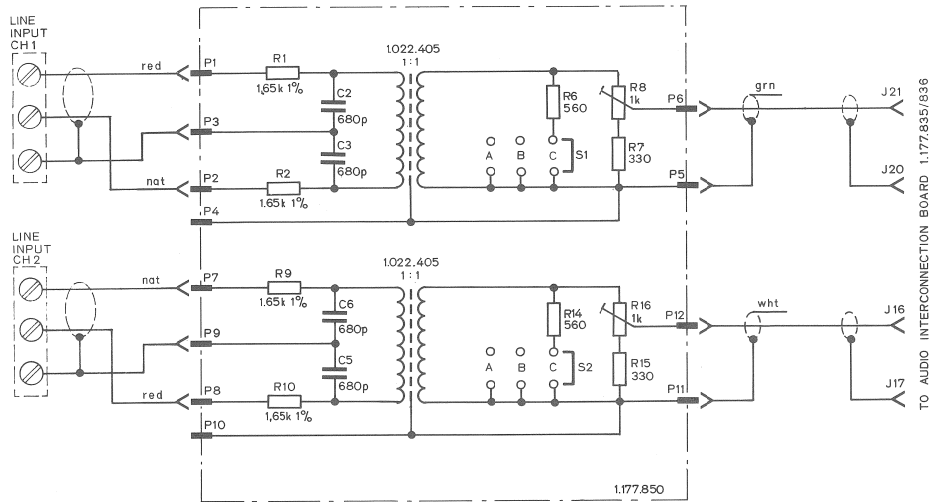 LINE
INPUT
CH1
red
P1
R1
1,65k 1%
1.022.405
1:1
C2
680p
R6
560
R8
1k
P6
grn
J21
P3
C3
680p
A
B
C
S1
R7
330
nat
P2
R2
1.65k 1%
P5
J20
P4
LINE
INPUT
CH2
nat
P7
R9
1.65k 1%
1.022.405
1:1
C6
680p
R14
560
R16
1k
P12
wht
J16
P9
C5
680p
A
B
C
S2
R15
330
red
P8
R10
1,65k 1%
P11
J17
P10
1.177.850
TO AUDIO INTERCONNECTION BOARD 1.177.835/836